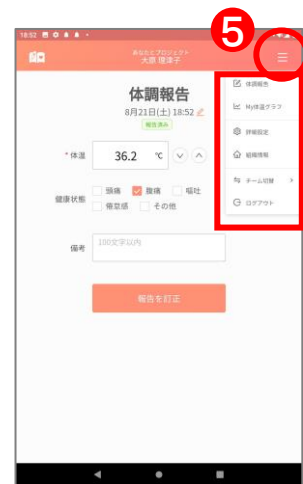 5
18:52
あなたとプロジェクト
大原 理津子
体調報告
8月21日(土) 18:52
報告済み
* 体温 36.2 ℃
健康状態 頭痛 腹痛 嘔吐
倦怠感 その他
備考 100文字以内
報告を訂正
体調報告
My体温グラフ
詳細設定
組織情報
チーム切替 >
ログアウト